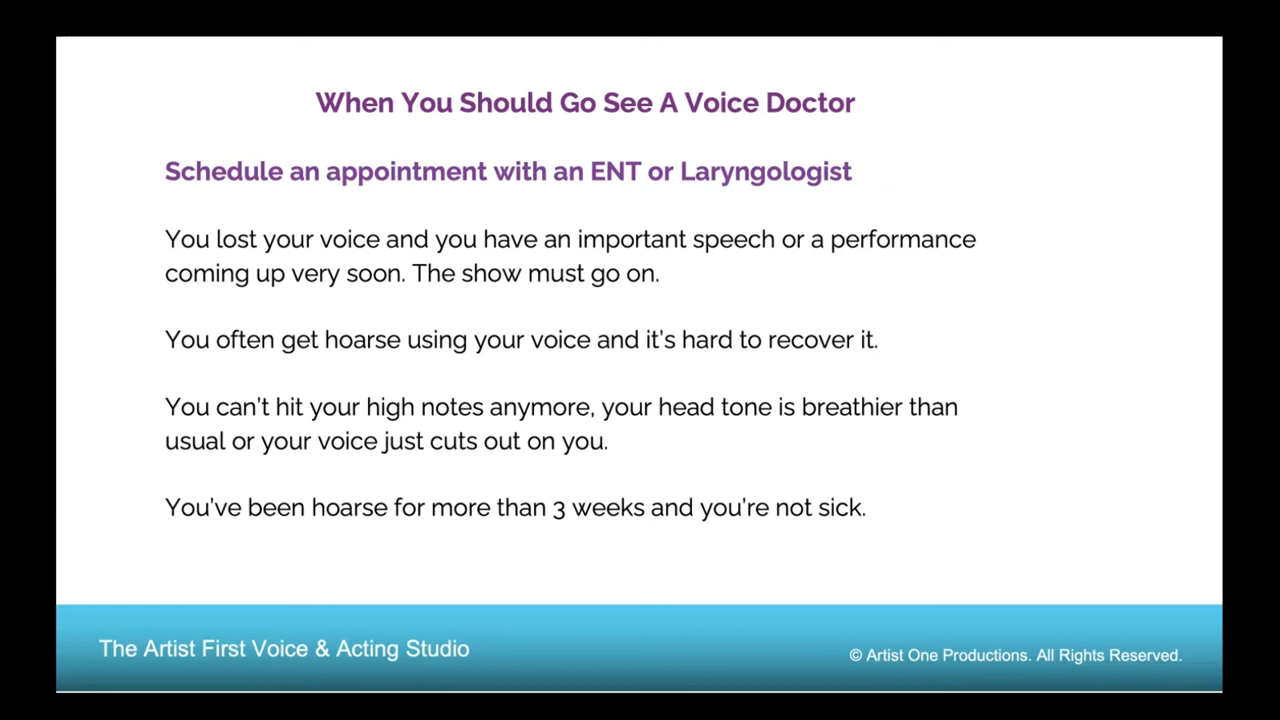 When You Should Go See A Voice Doctor
Schedule an appointment with an ENT or Laryngologist
You lost your voice and you have an important speech or a performance
coming up very soon. The show must go on.
You often get hoarse using your voice and it's hard to recover it.
You can't hit your high notes anymore, your head tone is breathier than
usual or your voice just cuts out on you.
You've been hoarse for more than 3 weeks and you're not sick.
The Artist First Voice & Acting Studio
© Artist One Productions. All Rights Reserved.